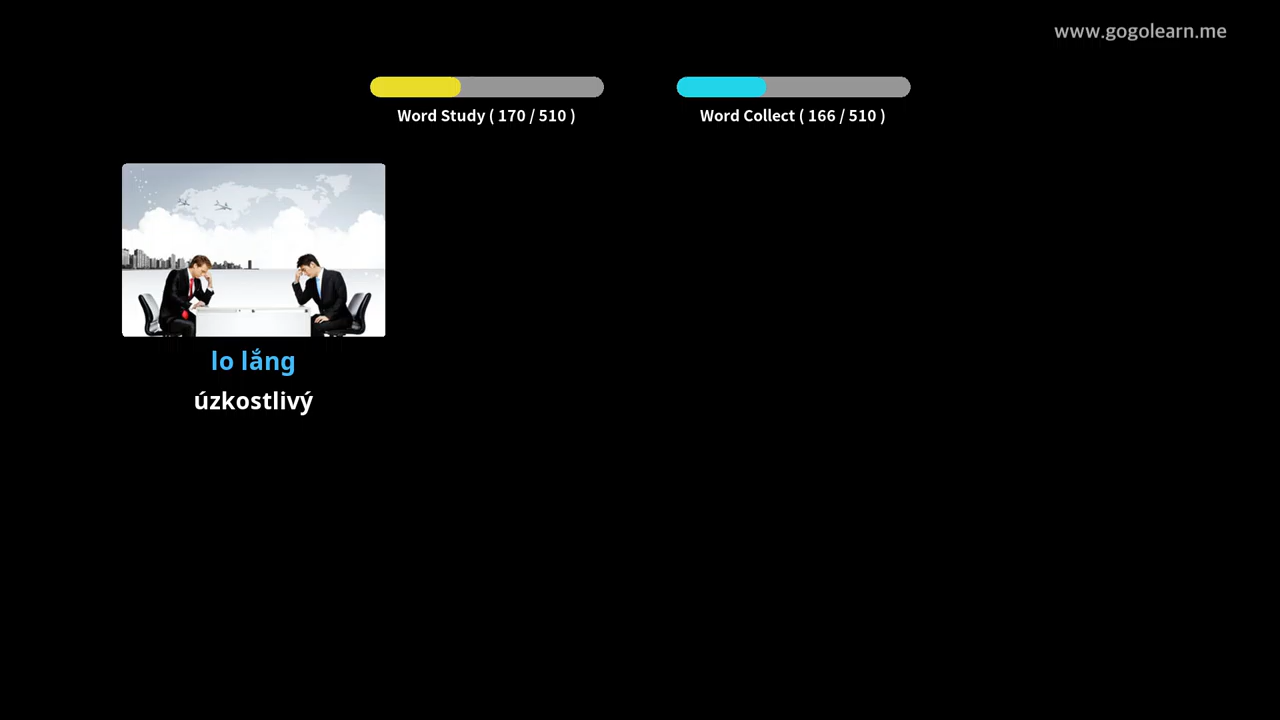 www.gogolearn.me
Word Study ( 170 / 510 )
Word Collect ( 166 / 510 )
lo lắng
úzkostlivý